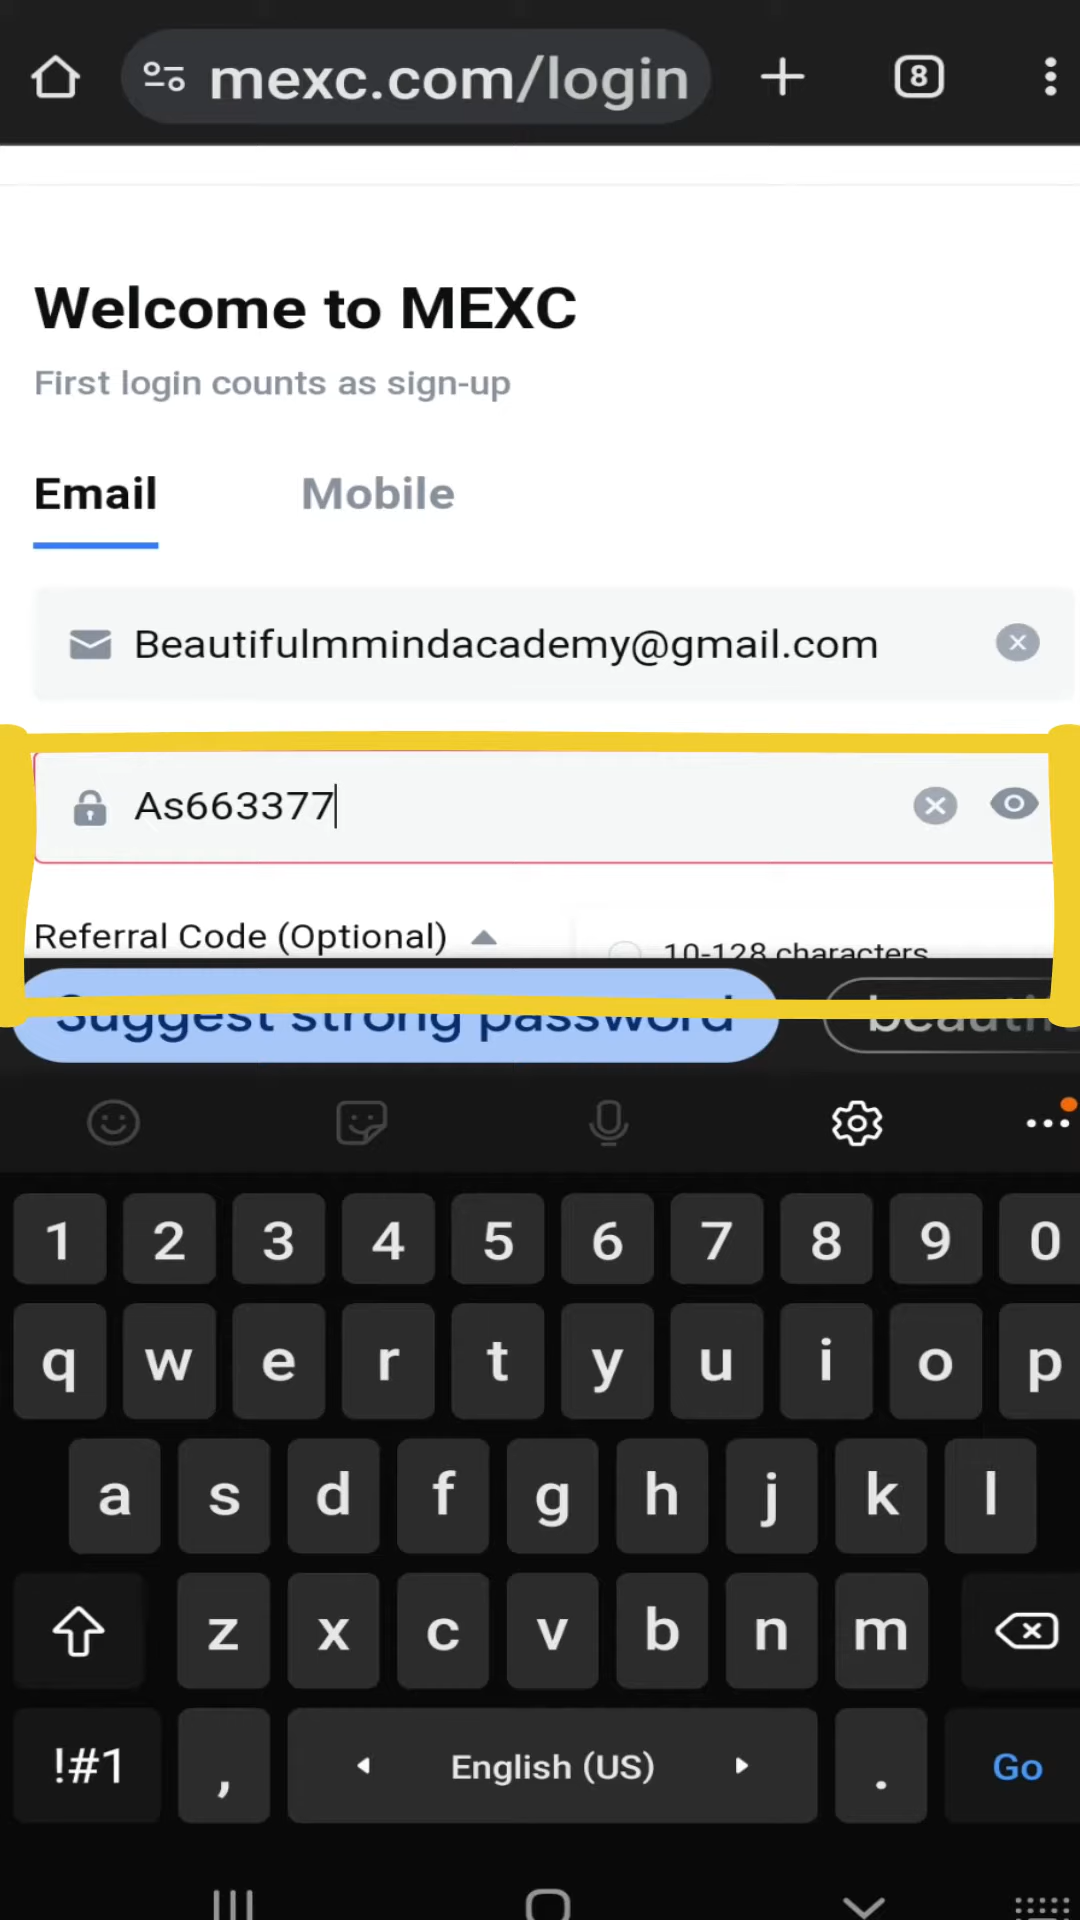 mexc.com/login
8
Welcome to MEXC
First login counts as sign-up
Email Mobile
Beautifulmmindacademy@gmail.com
As663377
Referral Code (Optional)
10-128 characters
Suggest strong password
1 2 3 4 5 6 7 8 9 0
q w e r t y u i o p
a s d f g h j k l
z x c v b n m
!#1 , English (US) . Go